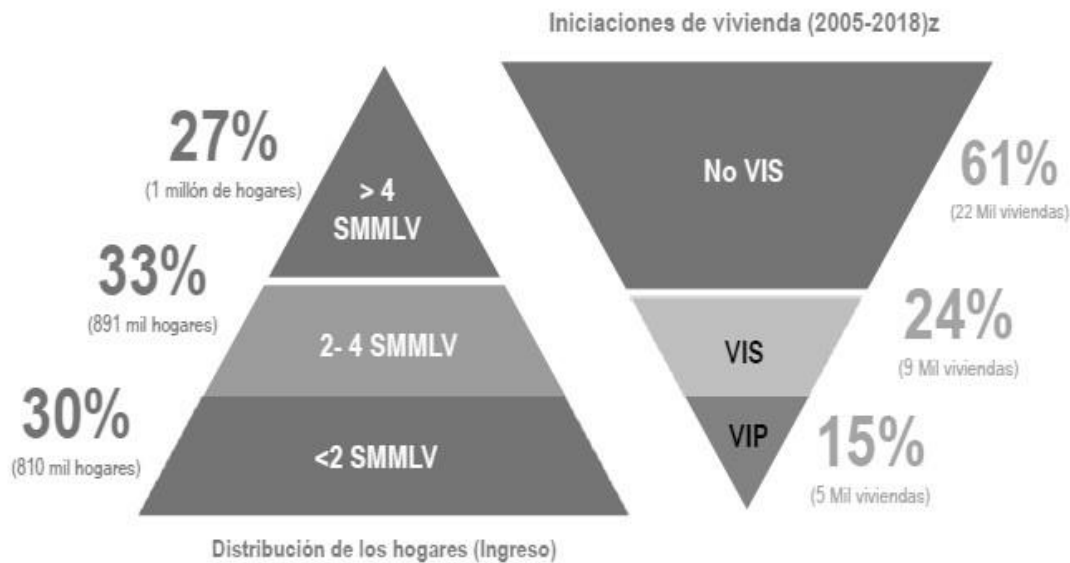 Iniciaciones de vivienda (2005-2018)z
27%
(1 millón de hogares)
> 4
SMMLV
33%
(891 mil hogares)
2- 4 SMMLV
30%
(810 mil hogares)
<2 SMMLV
Distribución de los hogares (Ingreso)
No VIS
61%
(22 Mil viviendas)
VIS
24%
(9 Mil viviendas)
VIP
15%
(5 Mil viviendas)